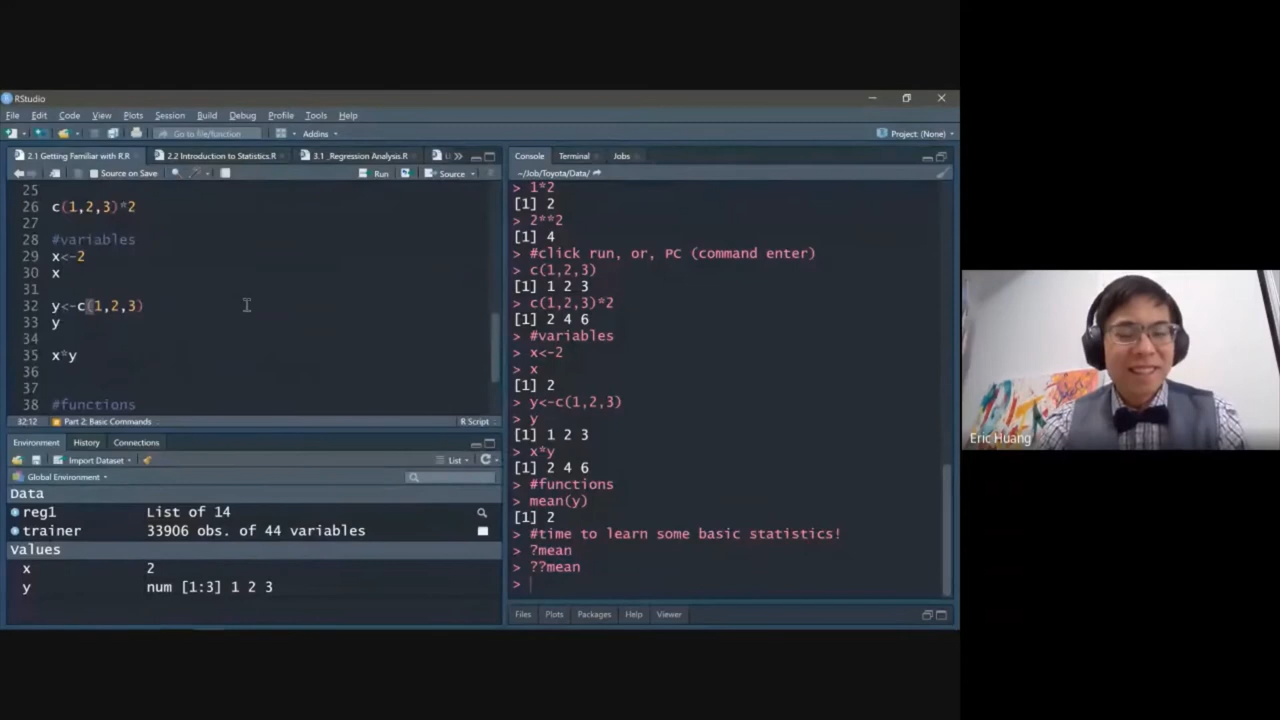 RStudio
File Edit Code View Plots Session Build Debug Profile Tools Help
Go to file/function Addins Project: (None)
2.1 Getting Familiar with R.R 2.2 Introduction to Statistics.R 3.1 _Regression Analysis.R
Source on Save Run Source
25
26 c(1,2,3)*2
27
28 #variables
29 x<-2
30 x
31
32 y<-c(1,2,3)
33 y
34
35 x*y
36
37
38 #functions
32:12 Part 2: Basic Commands R Script
Environment History Connections
Import Dataset List
Global Environment
Data
reg1 List of 14
trainer 33906 obs. of 44 variables
Values
x 2
y num [1:3] 1 2 3
Console Terminal Jobs
~/Job/Toyota/Data/
> 1*2
[1] 2
> 2**2
[1] 4
> #click run, or, PC (command enter)
> c(1,2,3)
[1] 1 2 3
> c(1,2,3)*2
[1] 2 4 6
> #variables
> x<-2
> x
[1] 2
> y<-c(1,2,3)
> y
[1] 1 2 3
> x*y
[1] 2 4 6
> #functions
> mean(y)
[1] 2
> #time to learn some basic statistics!
> ?mean
> ??mean
>
Files Plots Packages Help Viewer
Eric Huang